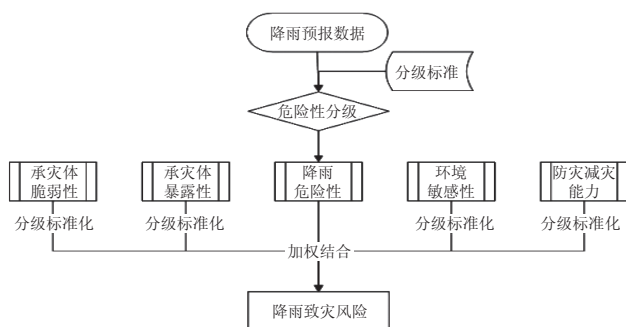 降雨预报数据
分级标准
危险性分级
承灾体
脆弱性
承灾体
暴露性
降雨
危险性
环境
敏感性
防灾减灾
能力
分级标准化
分级标准化
分级标准化
分级标准化
加权结合
降雨致灾风险